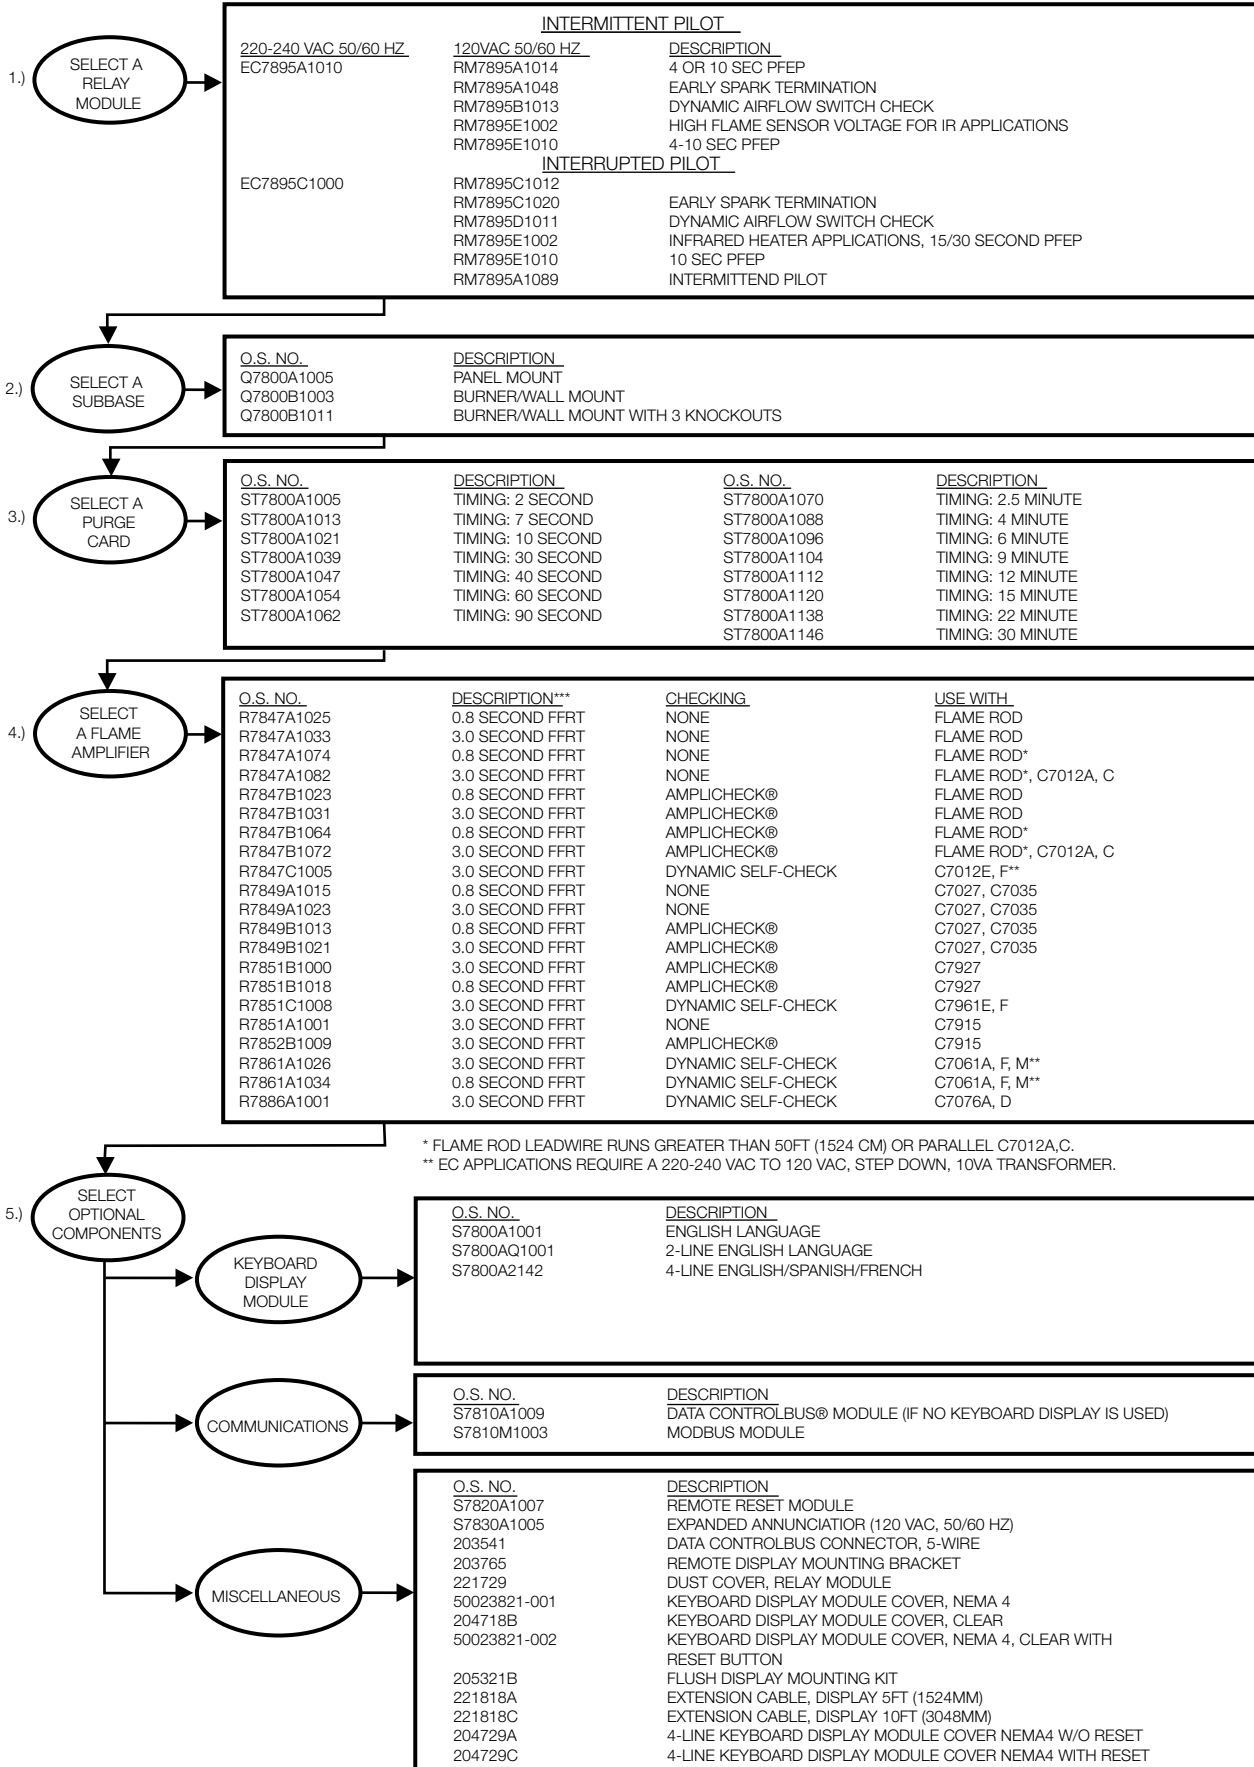 INTERMITTENT PILOT
220-240 VAC 50/60 HZ 120VAC 50/60 HZ DESCRIPTION
1.) SELECT A
RELAY
MODULE
EC7895A1010 RM7895A1014 4 OR 10 SEC PFEP
RM7895A1048 EARLY SPARK TERMINATION
RM7895B1013 DYNAMIC AIRFLOW SWITCH CHECK
RM7895E1002 HIGH FLAME SENSOR VOLTAGE FOR IR APPLICATIONS
RM7895E1010 4-10 SEC PFEP
INTERRUPTED PILOT
EC7895C1000 RM7895C1012
RM7895C1020 EARLY SPARK TERMINATION
RM7895D1011 DYNAMIC AIRFLOW SWITCH CHECK
RM7895E1002 INFRARED HEATER APPLICATIONS, 15/30 SECOND PFEP
RM7895E1010 10 SEC PFEP
RM7895A1089 INTERMITTEND PILOT
2.) SELECT A
SUBBASE
O.S. NO. DESCRIPTION
Q7800A1005 PANEL MOUNT
Q7800B1003 BURNER/WALL MOUNT
Q7800B1011 BURNER/WALL MOUNT WITH 3 KNOCKOUTS
3.) SELECT A
PURGE
CARD
O.S. NO. DESCRIPTION O.S. NO. DESCRIPTION
ST7800A1005 TIMING: 2 SECOND ST7800A1070 TIMING: 2.5 MINUTE
ST7800A1013 TIMING: 7 SECOND ST7800A1088 TIMING: 4 MINUTE
ST7800A1021 TIMING: 10 SECOND ST7800A1096 TIMING: 6 MINUTE
ST7800A1039 TIMING: 30 SECOND ST7800A1104 TIMING: 9 MINUTE
ST7800A1047 TIMING: 40 SECOND ST7800A1112 TIMING: 12 MINUTE
ST7800A1054 TIMING: 60 SECOND ST7800A1120 TIMING: 15 MINUTE
ST7800A1062 TIMING: 90 SECOND ST7800A1138 TIMING: 22 MINUTE
ST7800A1146 TIMING: 30 MINUTE
4.) SELECT
A FLAME
AMPLIFIER
O.S. NO. DESCRIPTION*** CHECKING USE WITH
R7847A1025 0.8 SECOND FFRT NONE FLAME ROD
R7847A1033 3.0 SECOND FFRT NONE FLAME ROD
R7847A1074 0.8 SECOND FFRT NONE FLAME ROD*
R7847A1082 3.0 SECOND FFRT NONE FLAME ROD*, C7012A, C
R7847B1023 0.8 SECOND FFRT AMPLICHECK® FLAME ROD
R7847B1031 3.0 SECOND FFRT AMPLICHECK® FLAME ROD
R7847B1064 0.8 SECOND FFRT AMPLICHECK® FLAME ROD*
R7847B1072 3.0 SECOND FFRT AMPLICHECK® FLAME ROD*, C7012A, C
R7847C1005 3.0 SECOND FFRT DYNAMIC SELF-CHECK C7012E, F**
R7849A1015 0.8 SECOND FFRT NONE C7027, C7035
R7849A1023 3.0 SECOND FFRT NONE C7027, C7035
R7849B1013 0.8 SECOND FFRT AMPLICHECK® C7027, C7035
R7849B1021 3.0 SECOND FFRT AMPLICHECK® C7027, C7035
R7851B1000 3.0 SECOND FFRT AMPLICHECK® C7927
R7851B1018 0.8 SECOND FFRT AMPLICHECK® C7927
R7851C1008 3.0 SECOND FFRT DYNAMIC SELF-CHECK C7961E, F
R7851A1001 3.0 SECOND FFRT NONE C7915
R7852B1009 3.0 SECOND FFRT AMPLICHECK® C7915
R7861A1026 3.0 SECOND FFRT DYNAMIC SELF-CHECK C7061A, F, M**
R7861A1034 0.8 SECOND FFRT DYNAMIC SELF-CHECK C7061A, F, M**
R7886A1001 3.0 SECOND FFRT DYNAMIC SELF-CHECK C7076A, D
* FLAME ROD LEADWIRE RUNS GREATER THAN 50FT (1524 CM) OR PARALLEL C7012A,C.
** EC APPLICATIONS REQUIRE A 220-240 VAC TO 120 VAC, STEP DOWN, 10VA TRANSFORMER.
5.) SELECT
OPTIONAL
COMPONENTS
KEYBOARD
DISPLAY
MODULE
O.S. NO. DESCRIPTION
S7800A1001 ENGLISH LANGUAGE
S7800AQ1001 2-LINE ENGLISH LANGUAGE
S7800A2142 4-LINE ENGLISH/SPANISH/FRENCH
COMMUNICATIONS
O.S. NO. DESCRIPTION
S7810A1009 DATA CONTROLBUS® MODULE (IF NO KEYBOARD DISPLAY IS USED)
S7810M1003 MODBUS MODULE
MISCELLANEOUS
O.S. NO. DESCRIPTION
S7820A1007 REMOTE RESET MODULE
S7830A1005 EXPANDED ANNUNCIATIOR (120 VAC, 50/60 HZ)
203541 DATA CONTROLBUS CONNECTOR, 5-WIRE
203765 REMOTE DISPLAY MOUNTING BRACKET
221729 DUST COVER, RELAY MODULE
50023821-001 KEYBOARD DISPLAY MODULE COVER, NEMA 4
204718B KEYBOARD DISPLAY MODULE COVER, CLEAR
50023821-002 KEYBOARD DISPLAY MODULE COVER, NEMA 4, CLEAR WITH
RESET BUTTON
205321B FLUSH DISPLAY MOUNTING KIT
221818A EXTENSION CABLE, DISPLAY 5FT (1524MM)
221818C EXTENSION CABLE, DISPLAY 10FT (3048MM)
204729A 4-LINE KEYBOARD DISPLAY MODULE COVER NEMA4 W/O RESET
204729C 4-LINE KEYBOARD DISPLAY MODULE COVER NEMA4 WITH RESET